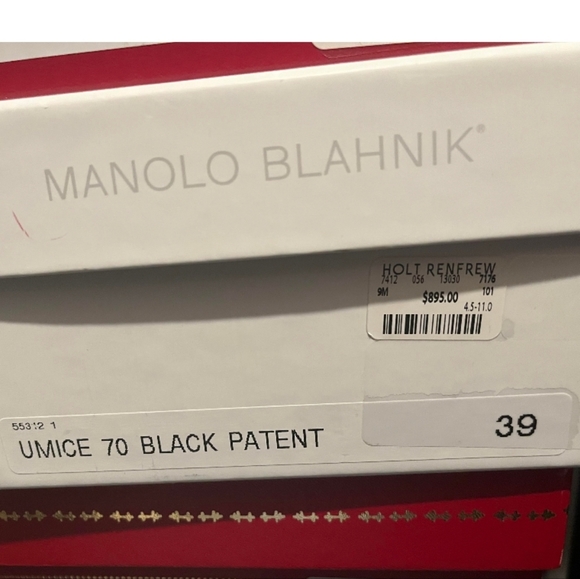 MANOLO BLAHNIK®
HOLT RENFREW
7412 056 13030 7176
9M 101
$895.00
4.5-11.0
55312 1
UMICE 70 BLACK PATENT
39